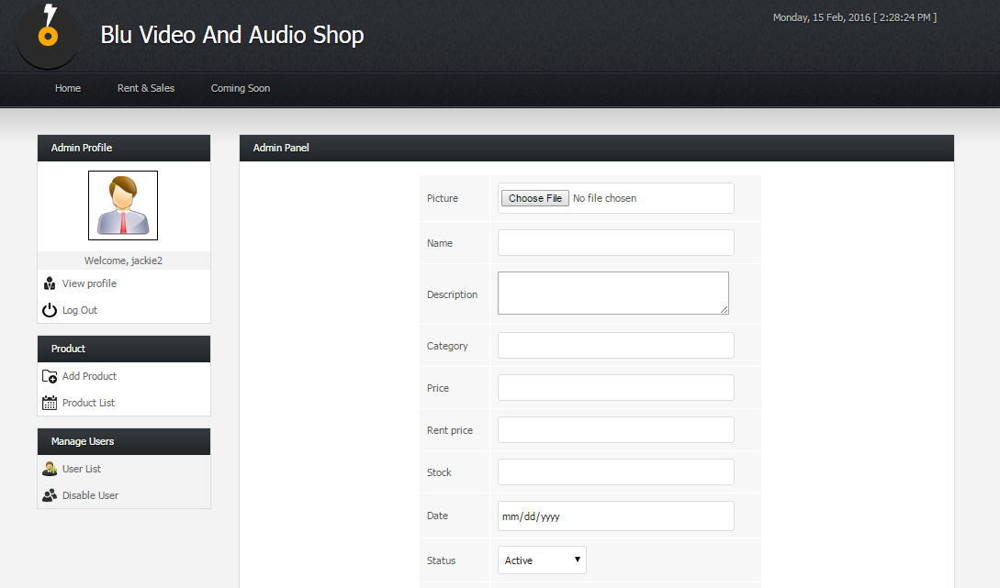 Blu Video And Audio Shop
Monday, 15 Feb, 2016 [ 2:28:24 PM ]
Home
Rent & Sales
Coming Soon
Admin Profile
Welcome, jackie2
View profile
Log Out
Product
Add Product
Product List
Manage Users
User List
Disable User
Admin Panel
Picture
Choose File No file chosen
Name
Description
Category
Price
Rent price
Stock
Date
mm/dd/yyyy
Status
Active